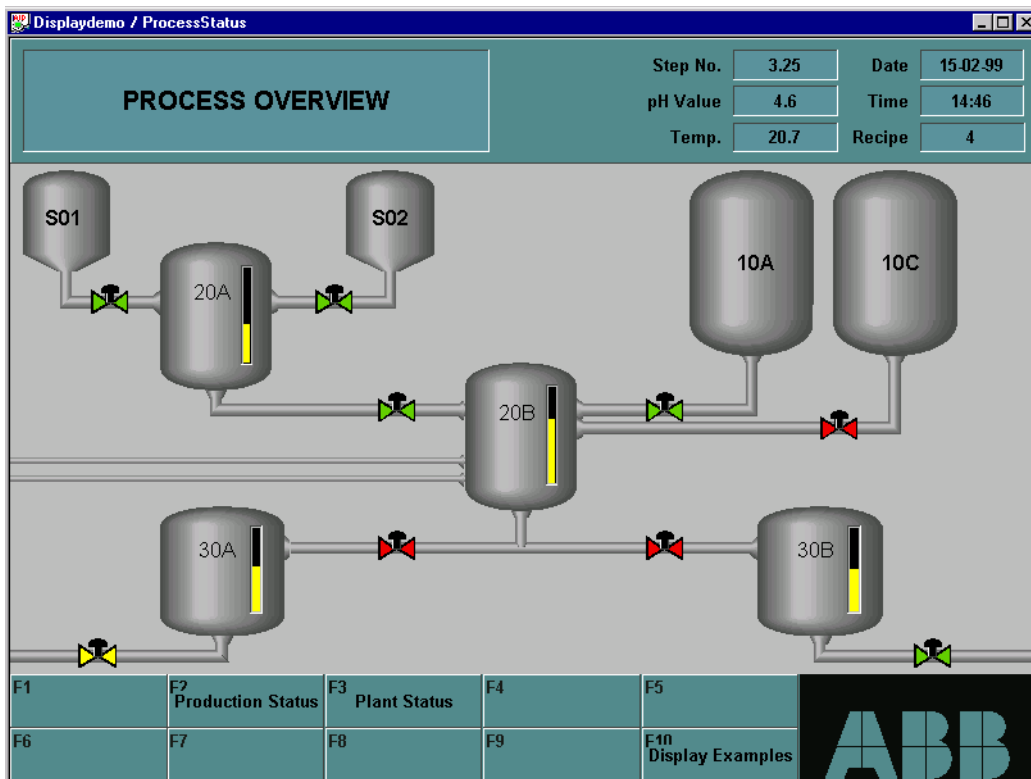 Displaydemo / ProcessStatus
PROCESS OVERVIEW
Step No. 3.25 Date 15-02-99
pH Value 4.6 Time 14:46
Temp. 20.7 Recipe 4
S01 S02
20A 10A 10C
20B
30A 30B
F1 F2 Production Status F3 Plant Status F4 F5
F6 F7 F8 F9 F10 Display Examples
ABB